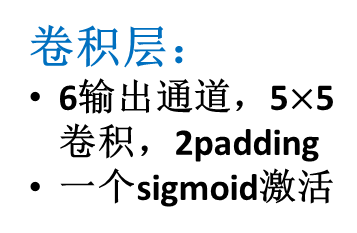 卷积层：
• 6输出通道，5×5
卷积，2padding
• 一个sigmoid激活